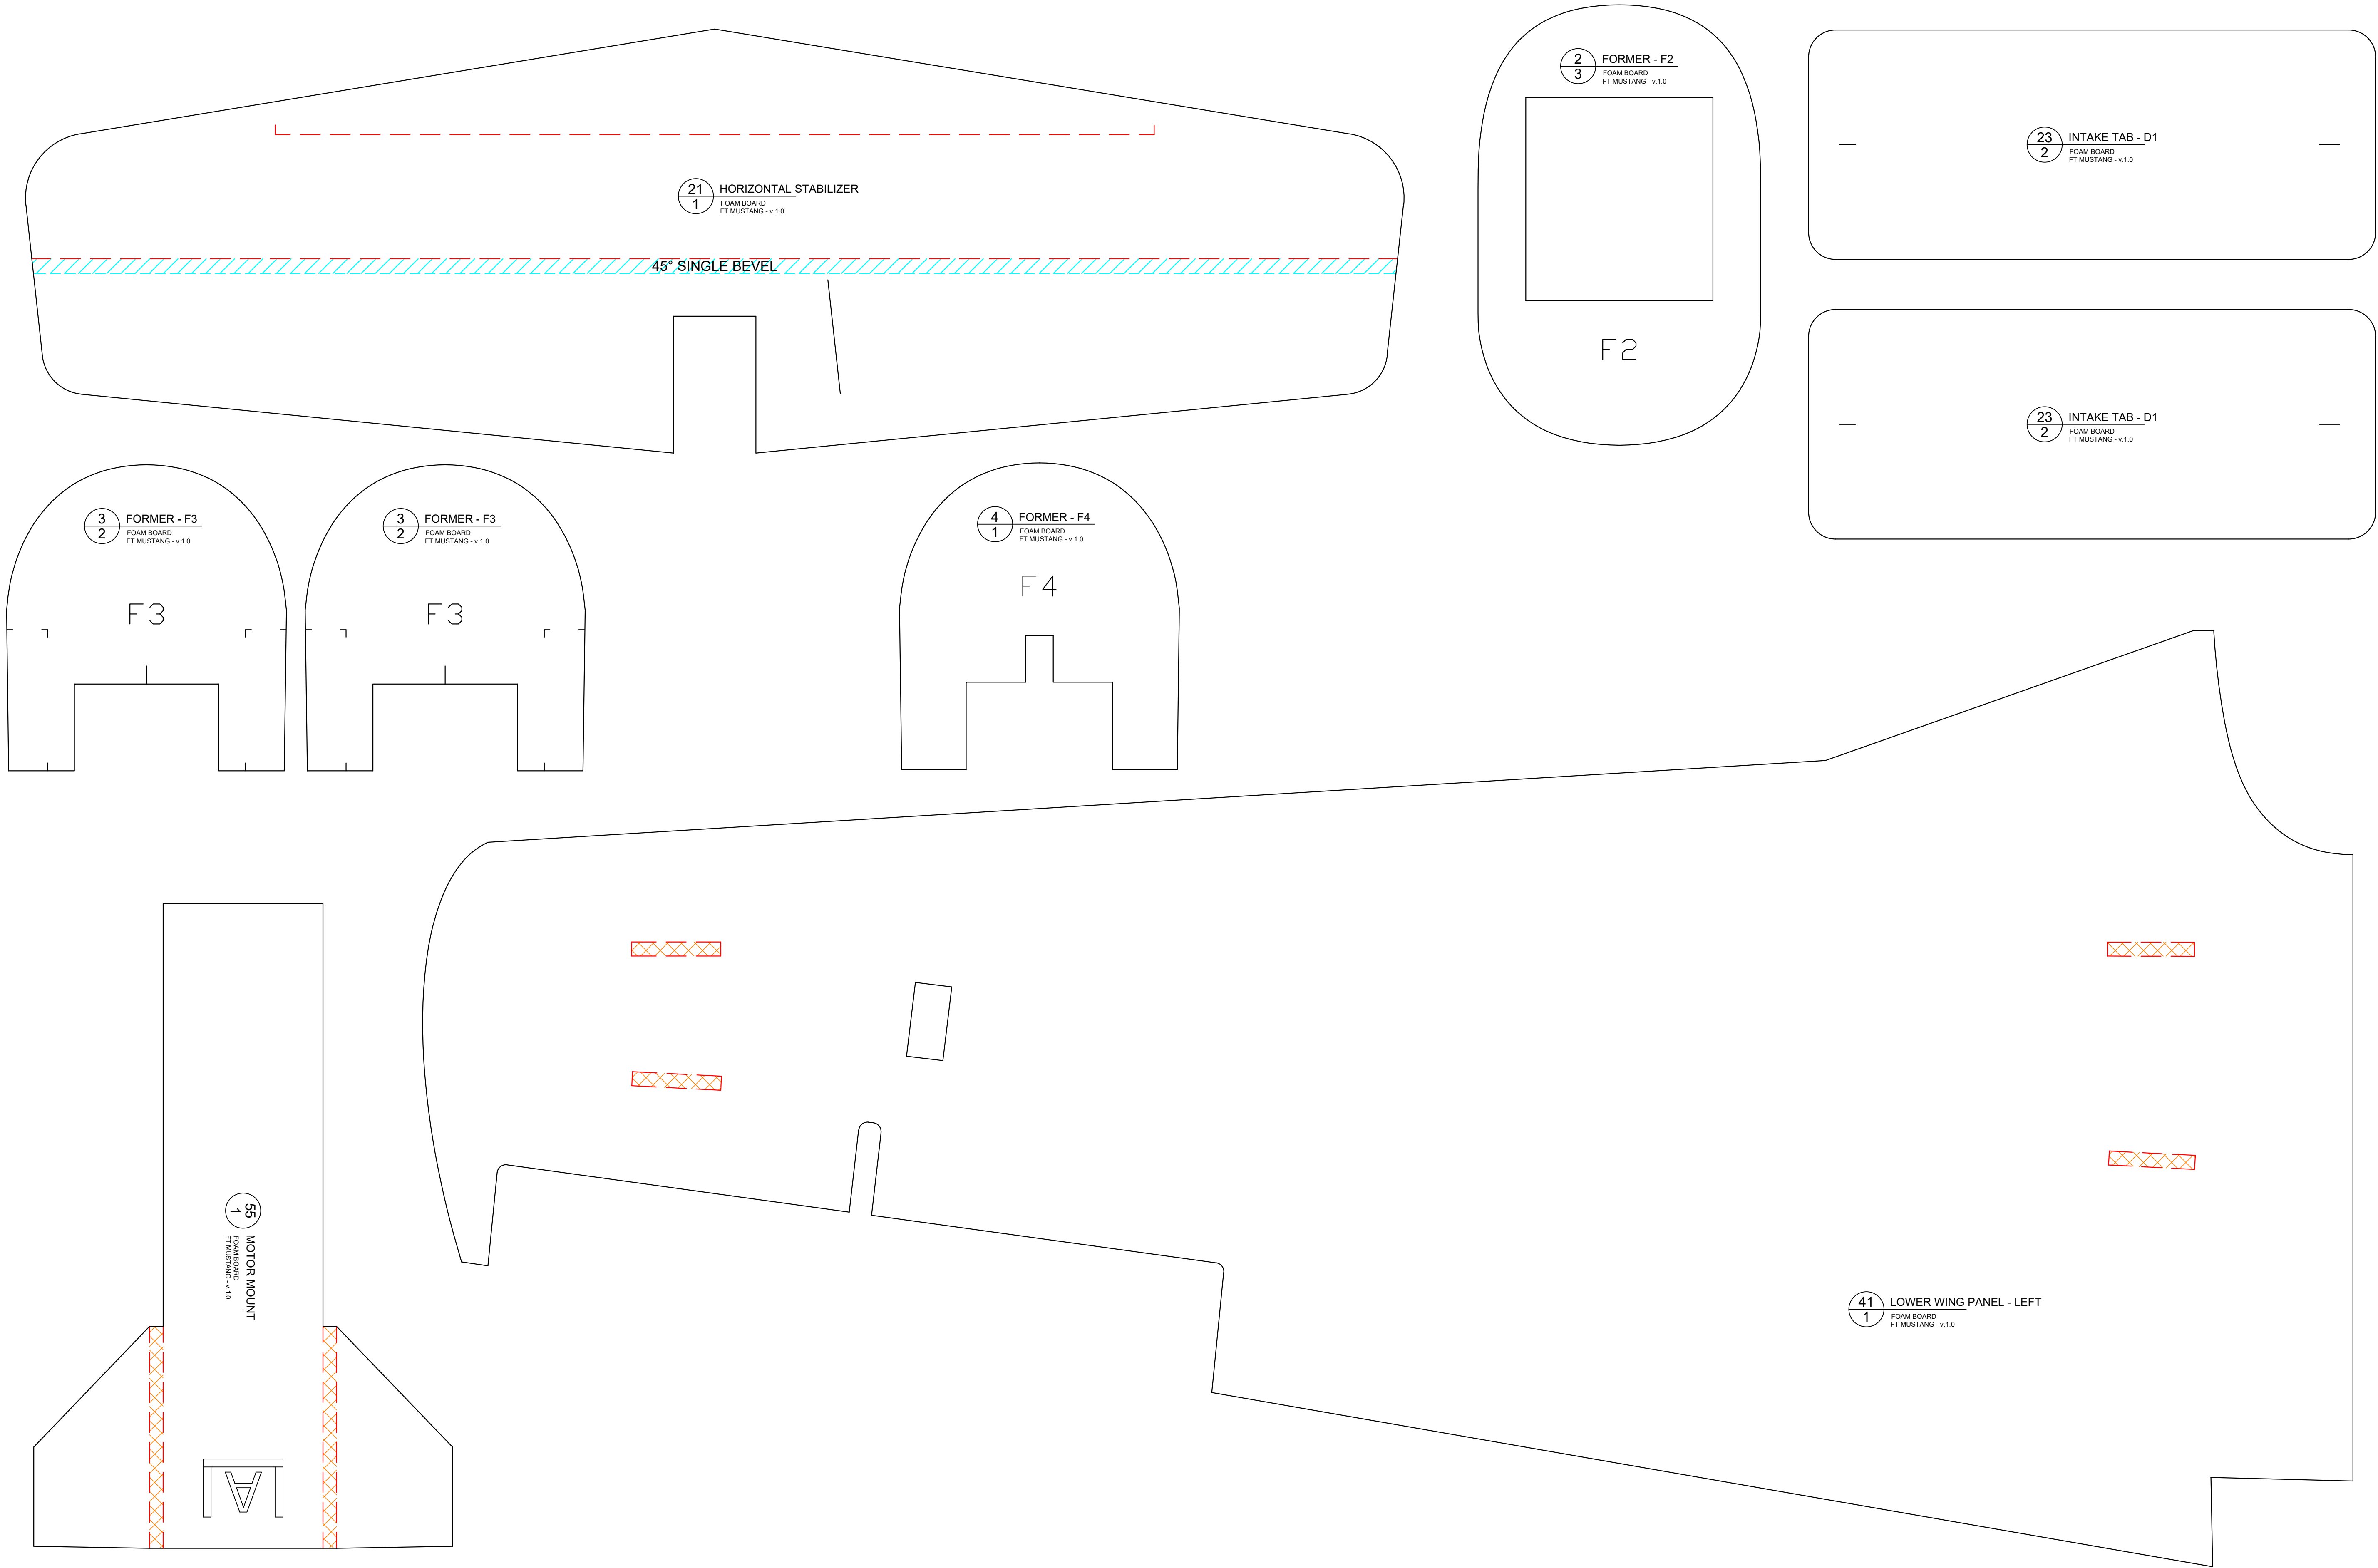 21
1
HORIZONTAL STABILIZER
FOAM BOARD
FT MUSTANG - v.1.0
45° SINGLE BEVEL
2
3
FORMER - F2
FOAM BOARD
FT MUSTANG - v.1.0
F2
23
2
INTAKE TAB - D1
FOAM BOARD
FT MUSTANG - v.1.0
23
2
INTAKE TAB - D1
FOAM BOARD
FT MUSTANG - v.1.0
3
2
FORMER - F3
FOAM BOARD
FT MUSTANG - v.1.0
F3
3
2
FORMER - F3
FOAM BOARD
FT MUSTANG - v.1.0
F3
4
1
FORMER - F4
FOAM BOARD
FT MUSTANG - v.1.0
F4
55
1
MOTOR MOUNT
FOAM BOARD
FT MUSTANG - v.1.0
A
41
1
LOWER WING PANEL - LEFT
FOAM BOARD
FT MUSTANG - v.1.0